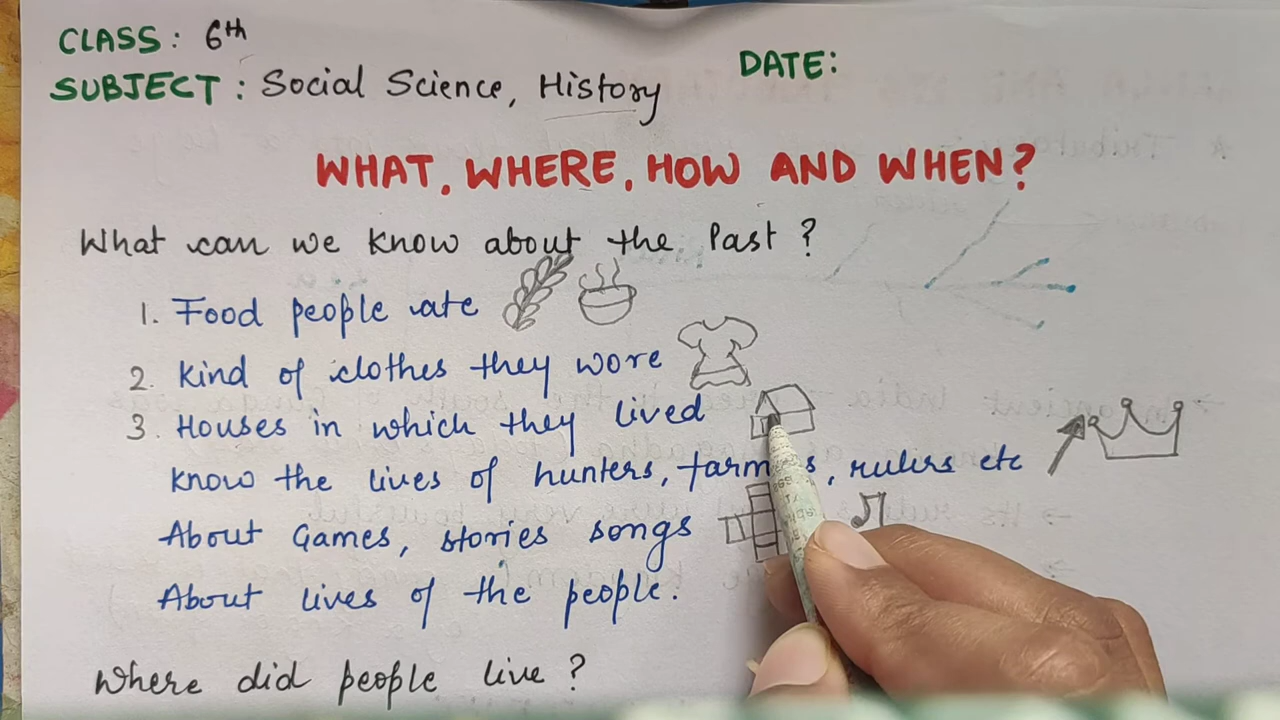 CLASS: 6th
SUBJECT: Social Science, History
DATE:
WHAT, WHERE, HOW AND WHEN?
What can we know about the Past?
1. Food people ate
2. Kind of clothes they wore
3. Houses in which they lived
Know the lives of hunters, rulers etc
About Games, stories songs
About lives of the people.
Where did people live?